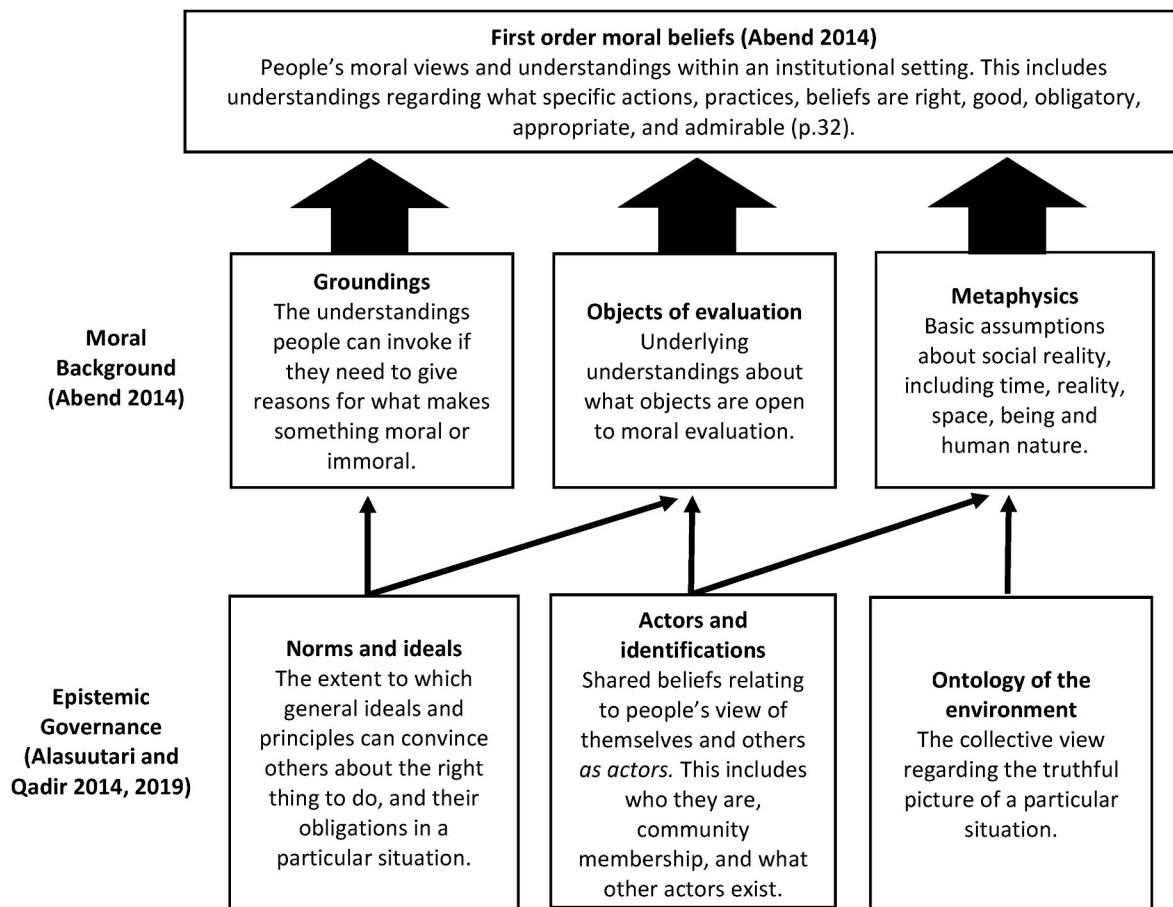 First order moral beliefs (Abend 2014)
People’s moral views and understandings within an institutional setting. This includes
understandings regarding what specific actions, practices, beliefs are right, good, obligatory,
appropriate, and admirable (p.32).
Moral
Background
(Abend 2014)
Groundings
The understandings
people can invoke if
they need to give
reasons for what makes
something moral or
immoral.
Objects of evaluation
Underlying
understandings about
what objects are open
to moral evaluation.
Metaphysics
Basic assumptions
about social reality,
including time, reality,
space, being and
human nature.
Epistemic
Governance
(Alasuutari and
Qadir 2014, 2019)
Norms and ideals
The extent to which
general ideals and
principles can convince
others about the right
thing to do, and their
obligations in a
particular situation.
Actors and
identifications
Shared beliefs relating
to people’s view of
themselves and others
as actors. This includes
who they are,
community
membership, and what
other actors exist.
Ontology of the
environment
The collective view
regarding the truthful
picture of a particular
situation.